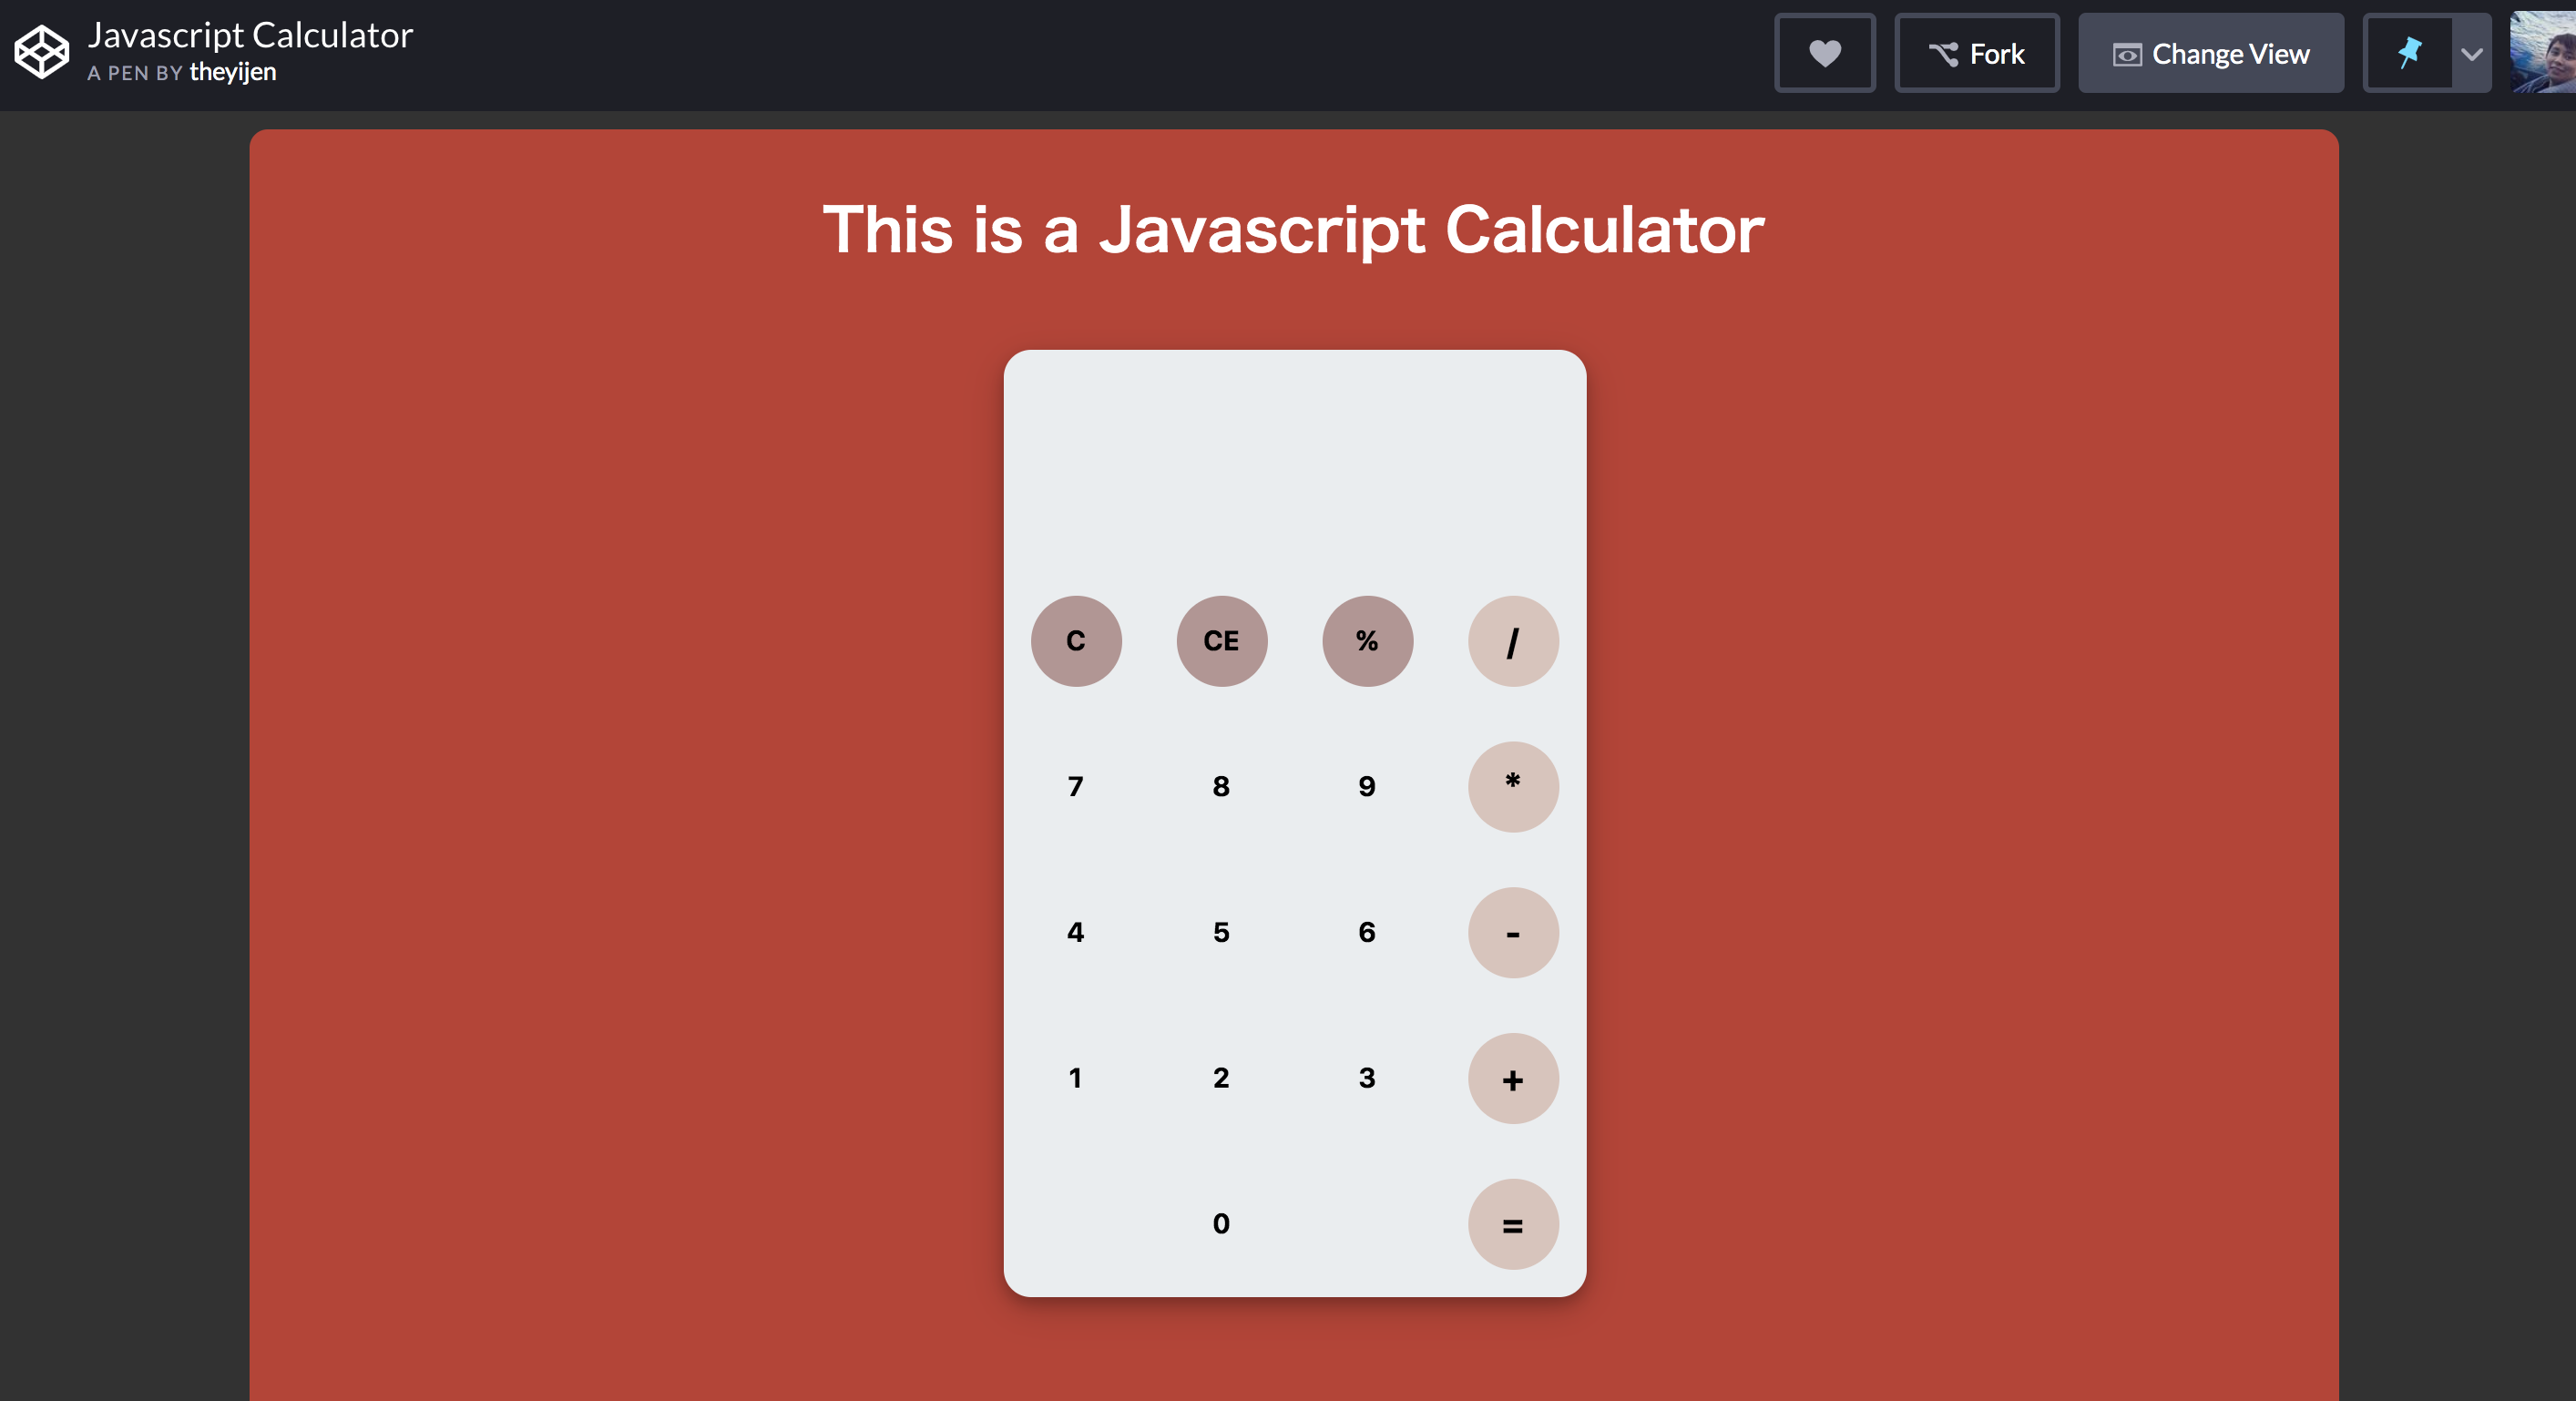 Javascript Calculator
A PEN BY theyijen
Fork
Change View
This is a Javascript Calculator
C CE % /
7 8 9 *
4 5 6 -
1 2 3 +
0 =